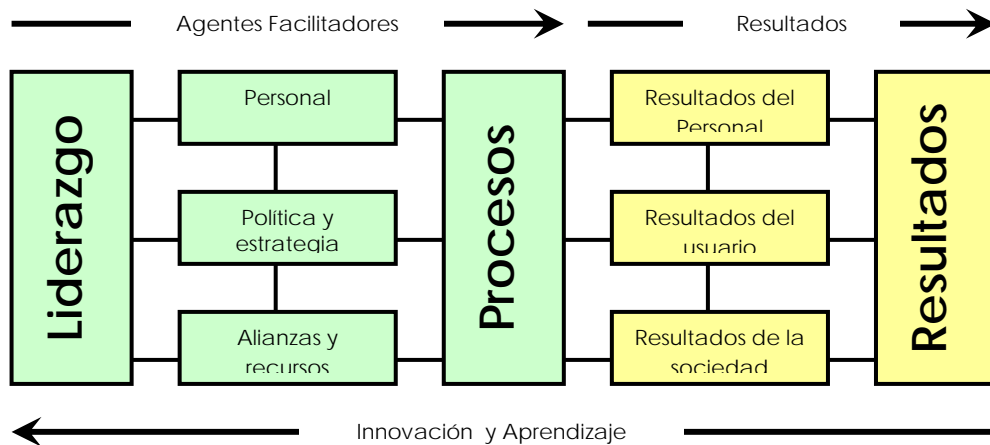 Agentes Facilitadores
Resultados
Liderazgo
Personal
Política y
estrategia
Alianzas y
recursos
Procesos
Resultados del
Personal
Resultados del
usuario
Resultados de la
sociedad
Resultados
Innovación y Aprendizaje